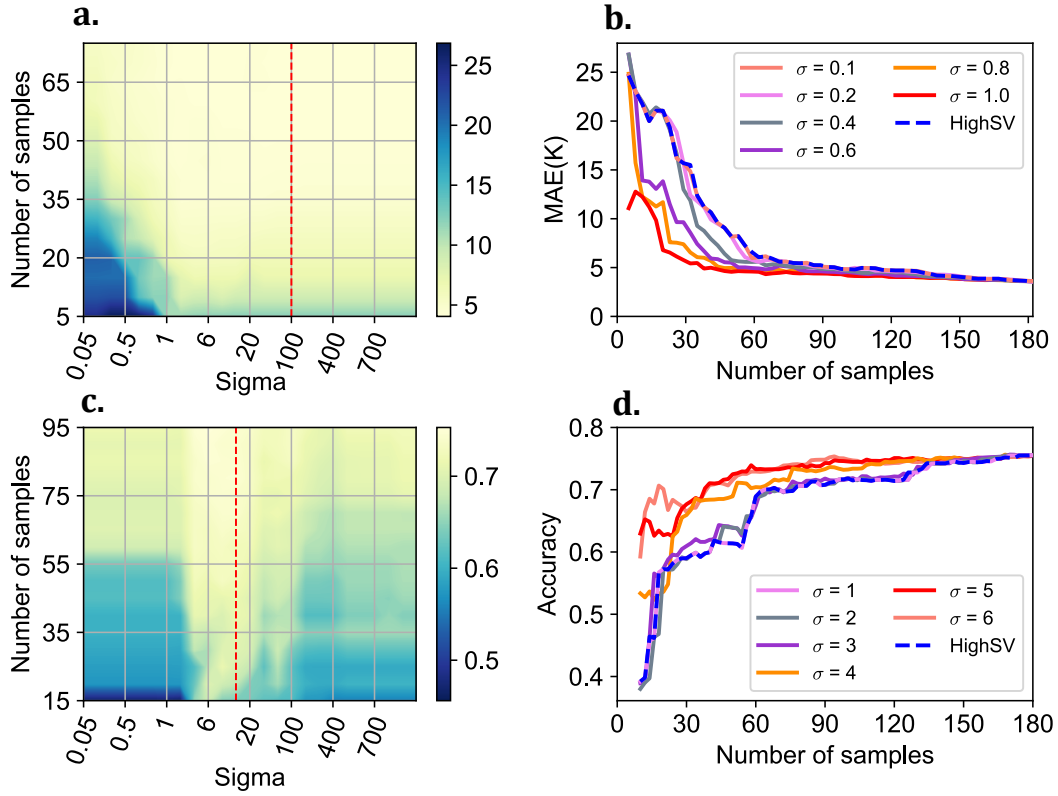 a.
Number of samples
65
50
35
20
5
0.05
0.5
1
6
20
100
400
700
Sigma
25
20
15
10
5
b.
MAE(K)
25
20
15
10
5
0
σ = 0.1
σ = 0.2
σ = 0.4
σ = 0.6
σ = 0.8
σ = 1.0
HighSV
0
30
60
90
120
150
180
Number of samples
c.
Number of samples
95
75
55
35
15
0.05
0.5
1
6
20
100
400
700
Sigma
0.7
0.6
0.5
d.
Accuracy
0.8
0.7
0.6
0.5
0.4
σ = 1
σ = 2
σ = 3
σ = 4
σ = 5
σ = 6
HighSV
0
30
60
90
120
150
180
Number of samples